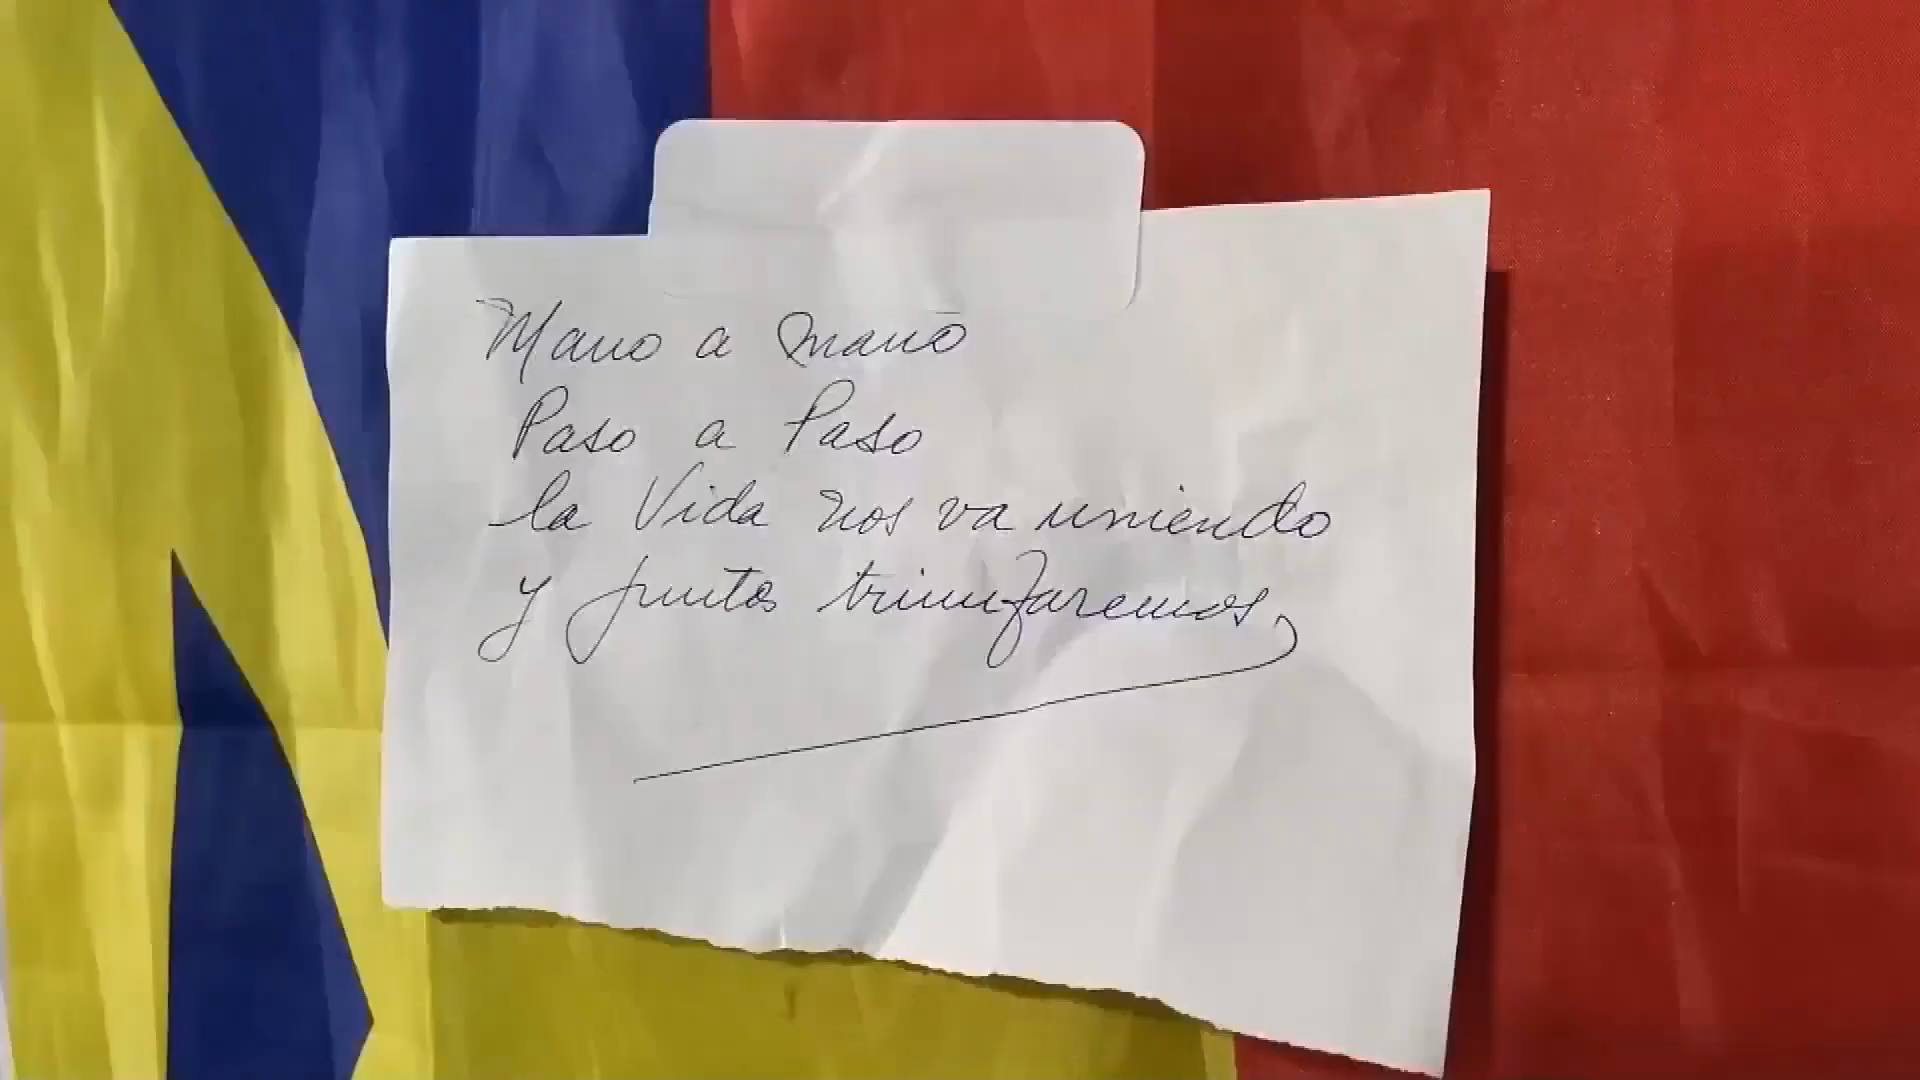 Mano a mano
Paso a Paso
la Vida nos va uniendo
y juntos triunfaremos,